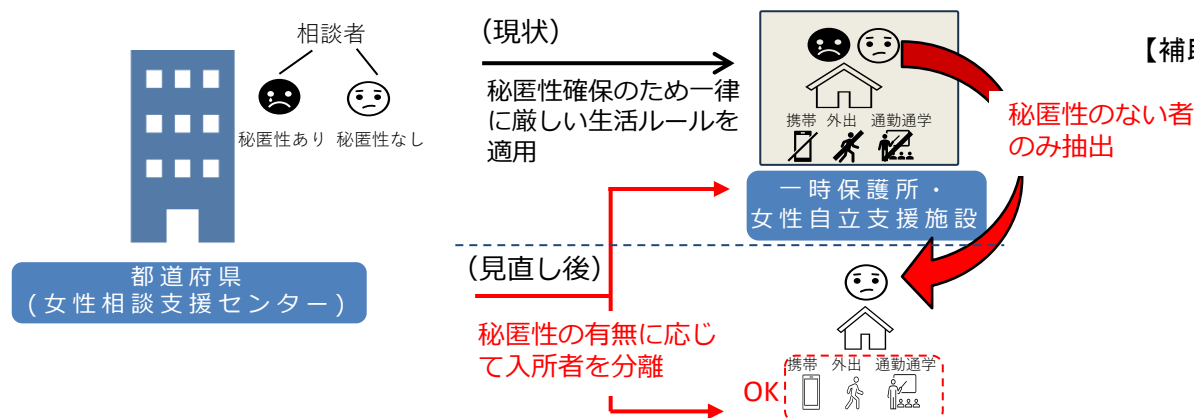 相談者
秘匿性あり 秘匿性なし
都道府県
(女性相談支援センター)
(現状)
秘匿性確保のため一律
に厳しい生活ルールを
適用
携帯 外出 通勤通学
一時保護所・
女性自立支援施設
【補助
秘匿性のない者
のみ抽出
(見直し後)
秘匿性の有無に応じ
て入所者を分離
携帯 外出 通勤通学
OK